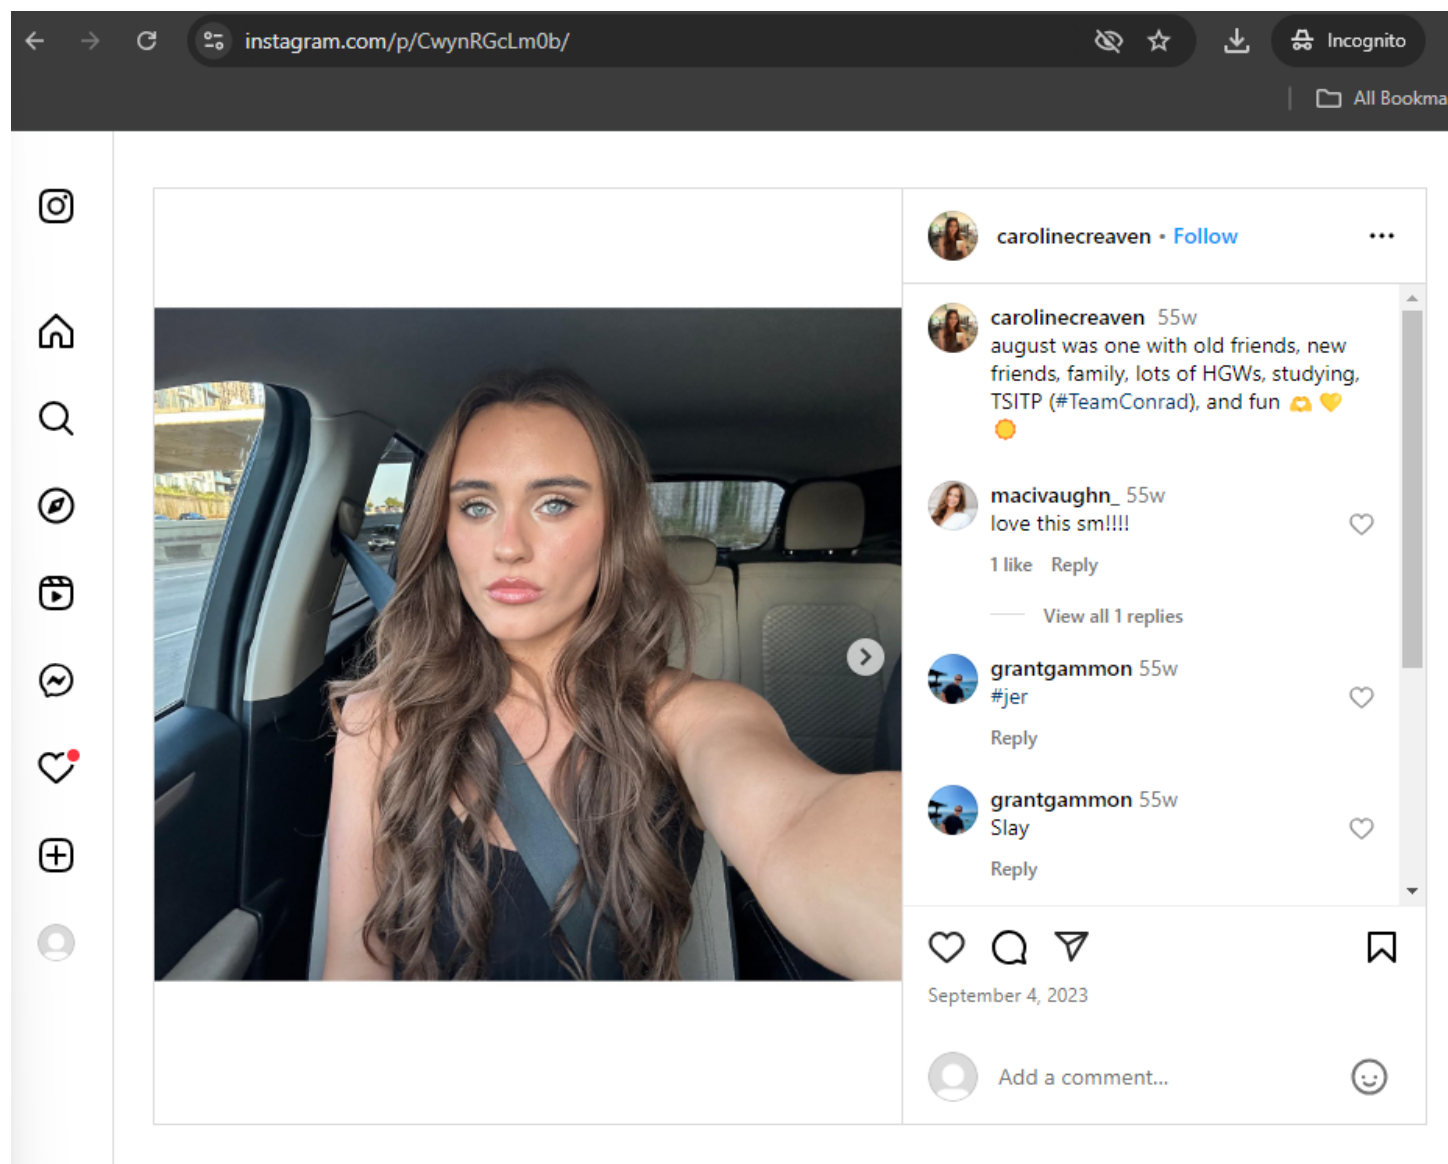 instagram.com/p/CwynRGcLm0b/
Incognito
All Bookma
carolinecreaven • Follow
carolinecreaven 55w
august was one with old friends, new
friends, family, lots of HGWs, studying,
TSITP (#TeamConrad), and fun 🫶 💛
☀️
macivaughn_ 55w
love this sm!!!!
1 like Reply
View all 1 replies
grantgammon 55w
#jer
Reply
grantgammon 55w
Slay
Reply
September 4, 2023
Add a comment...